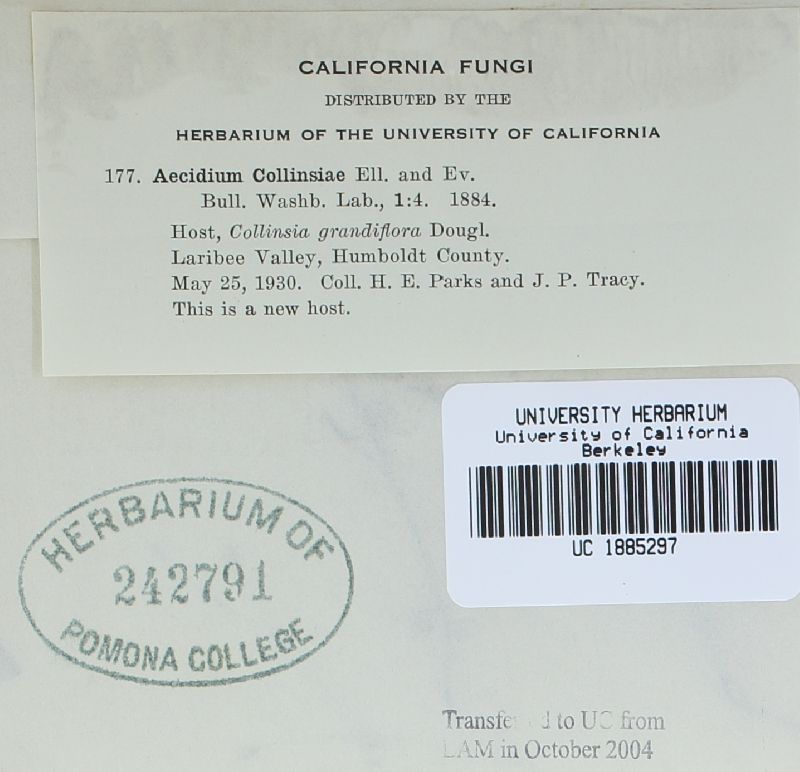 CALIFORNIA FUNGI
DISTRIBUTED BY THE
HERBARIUM OF THE UNIVERSITY OF CALIFORNIA
177. Aecidium Collinsiae Ell. and Ev.
Bull. Washb. Lab., 1:4. 1884.
Host, Collinsia grandiflora Dougl.
Laribee Valley, Humboldt County.
May 25, 1930. Coll. H. E. Parks and J. P. Tracy.
This is a new host.
UNIVERSITY HERBARIUM
University of California
Berkeley
UC 1885297
HERBARIUM OF
242791
POMONA COLLEGE
to UC from
LAM in October 2004